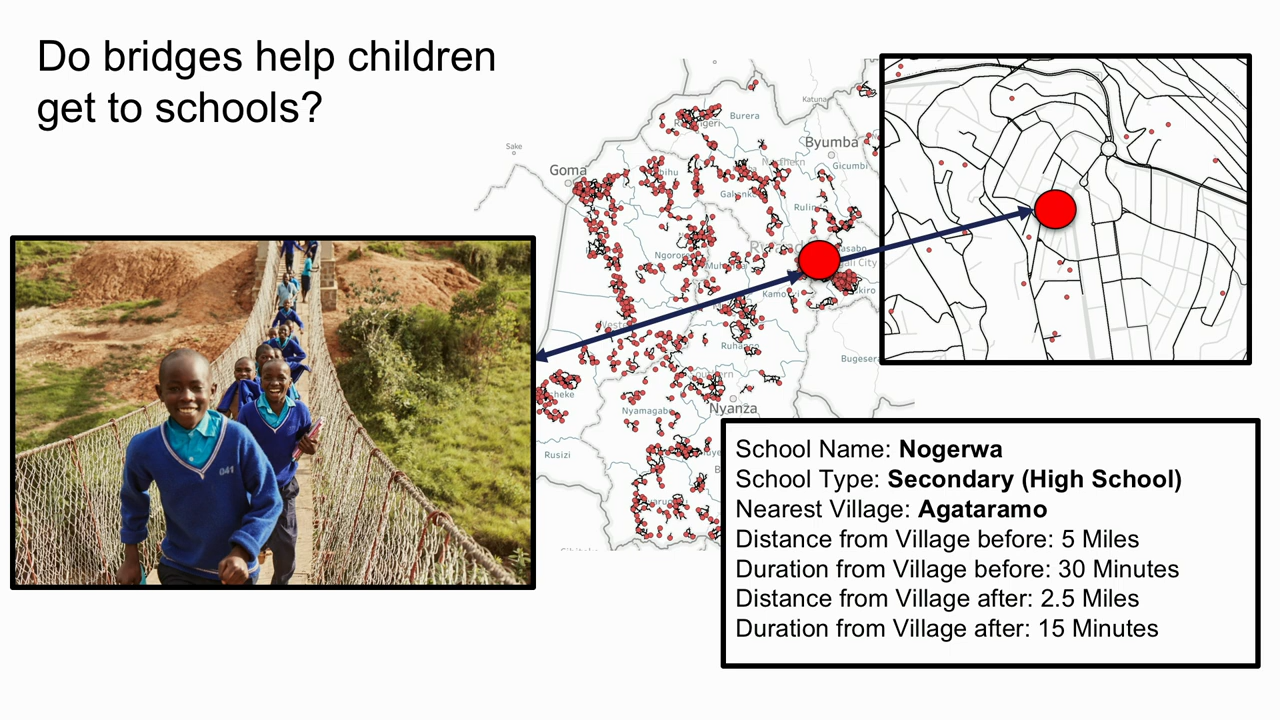 Do bridges help children
get to schools?
Burera
Katuna
Byumba
Sake
Goma
Gicumbi
Rulin
Ngororo
Kamo
Ruhango
Bugesera
Nyamagabe
Nyanza
Rusizi
041
School Name: Nogerwa
School Type: Secondary (High School)
Nearest Village: Agataramo
Distance from Village before: 5 Miles
Duration from Village before: 30 Minutes
Distance from Village after: 2.5 Miles
Duration from Village after: 15 Minutes